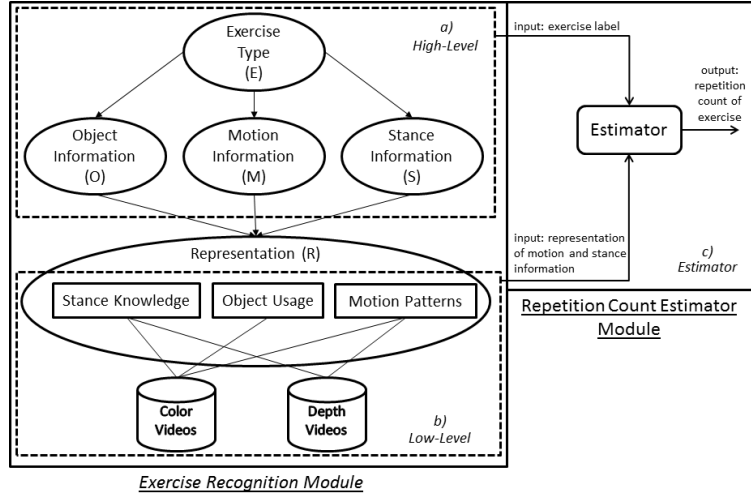 a)
High-Level
Exercise
Type
(E)
Object
Information
(O)
Motion
Information
(M)
Stance
Information
(S)
Representation (R)
Stance Knowledge
Object Usage
Motion Patterns
Color
Videos
Depth
Videos
b)
Low-Level
Exercise Recognition Module
input: exercise label
Estimator
output:
repetition
count of
exercise
input: representation
of motion and stance
information
c)
Estimator
Repetition Count Estimator
Module